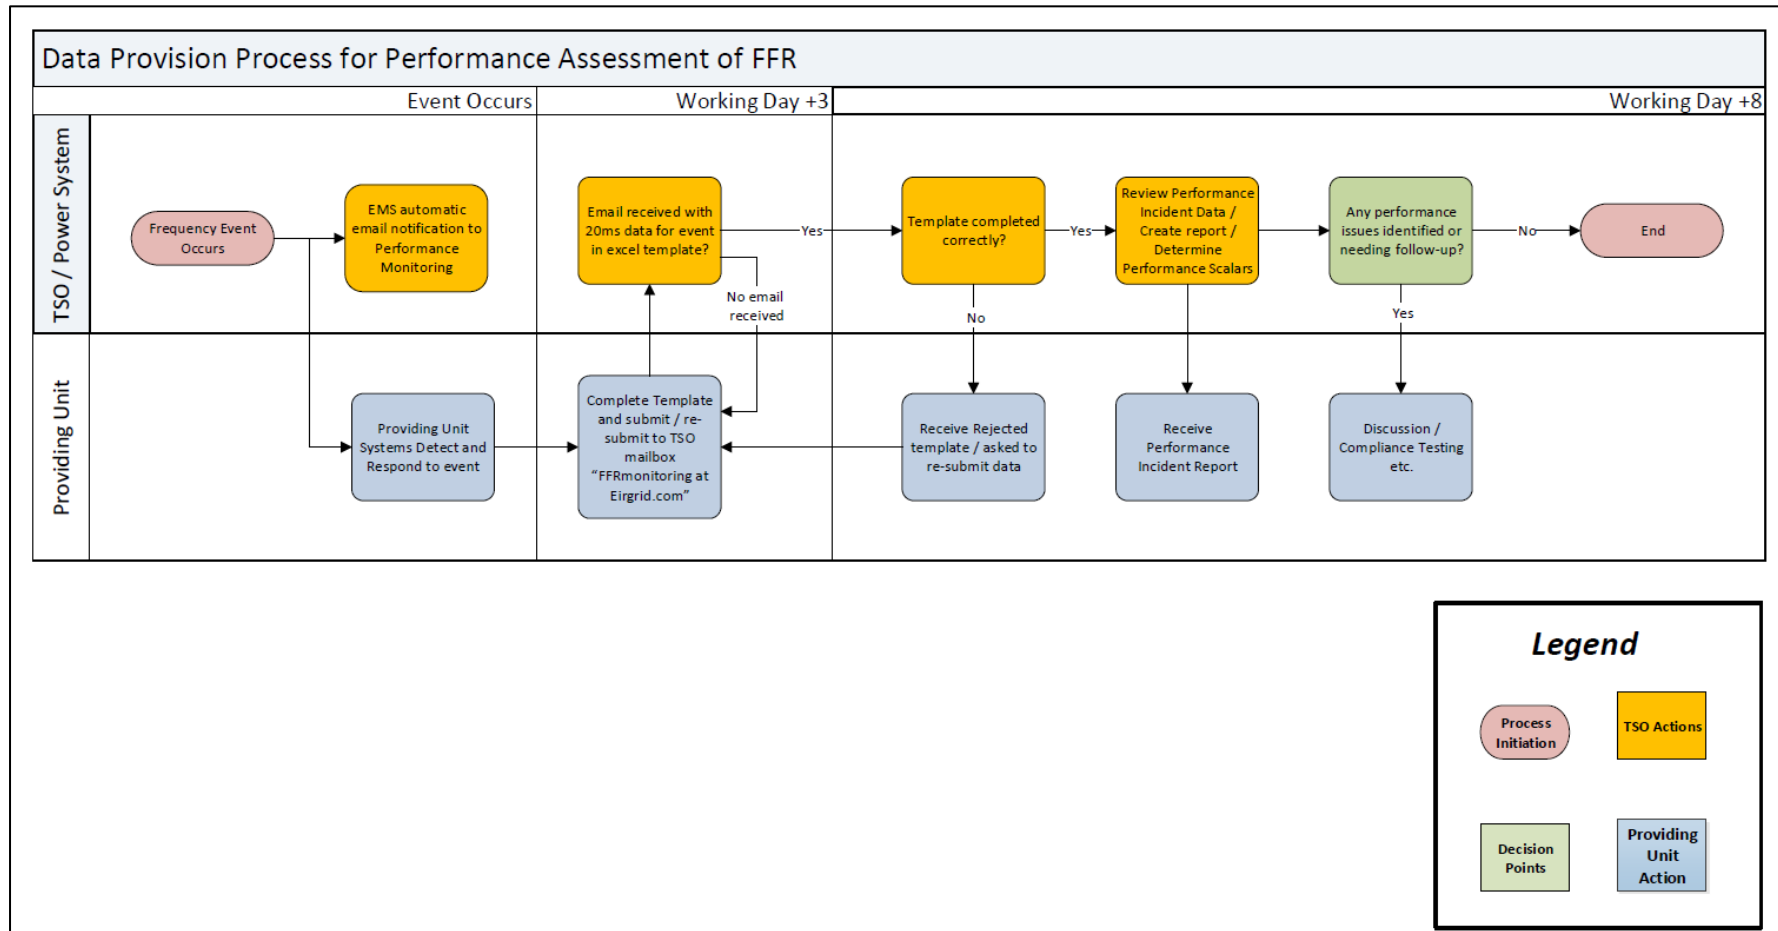 Data Provision Process for Performance Assessment of FFR
Event Occurs
Working Day +3
Working Day +8
TSO / Power System
Frequency Event
Occurs
EMS automatic
email notification to
Performance
Monitoring
Email received with
20ms data for event
in excel template?
Yes
No email
received
Template completed
correctly?
Yes
No
Review Performance
Incident Data /
Create report /
Determine
Performance Scalars
Any performance
issues identified or
needing follow-up?
No
Yes
End
Providing Unit
Providing Unit
Systems Detect and
Respond to event
Complete Template
and submit / re-
submit to TSO
mailbox
“FFRmonitoring at
Eirgrid.com”
Receive Rejected
template / asked to
re-submit data
Receive
Performance
Incident Report
Discussion /
Compliance Testing
etc.
Legend
Process
Initiation
TSO Actions
Decision
Points
Providing
Unit
Action